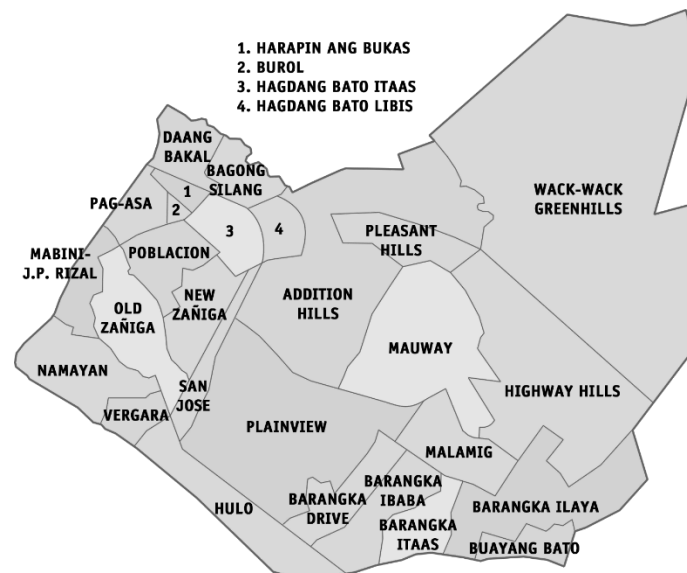 1. HARAPIN ANG BUKAS
2. BUROL
3. HAGDANG BATO ITAAS
4. HAGDANG BATO LIBIS
DAANG
BAKAL
BAGONG
SILANG
WACK-WACK
GREENHILLS
1
PAG-ASA
2
3
4
PLEASANT
HILLS
MABINI-
J.P. RIZAL
POBLACION
OLD
ZAÑIGA
NEW
ZAÑIGA
ADDITION
HILLS
MAUWAY
NAMAYAN
SAN
JOSE
HIGHWAY HILLS
VERGARA
PLAINVIEW
MALAMIG
HULO
BARANGKA
DRIVE
BARANGKA
IBABA
BARANGKA
ITAAS
BARANGKA ILAYA
BUAYANG BATO